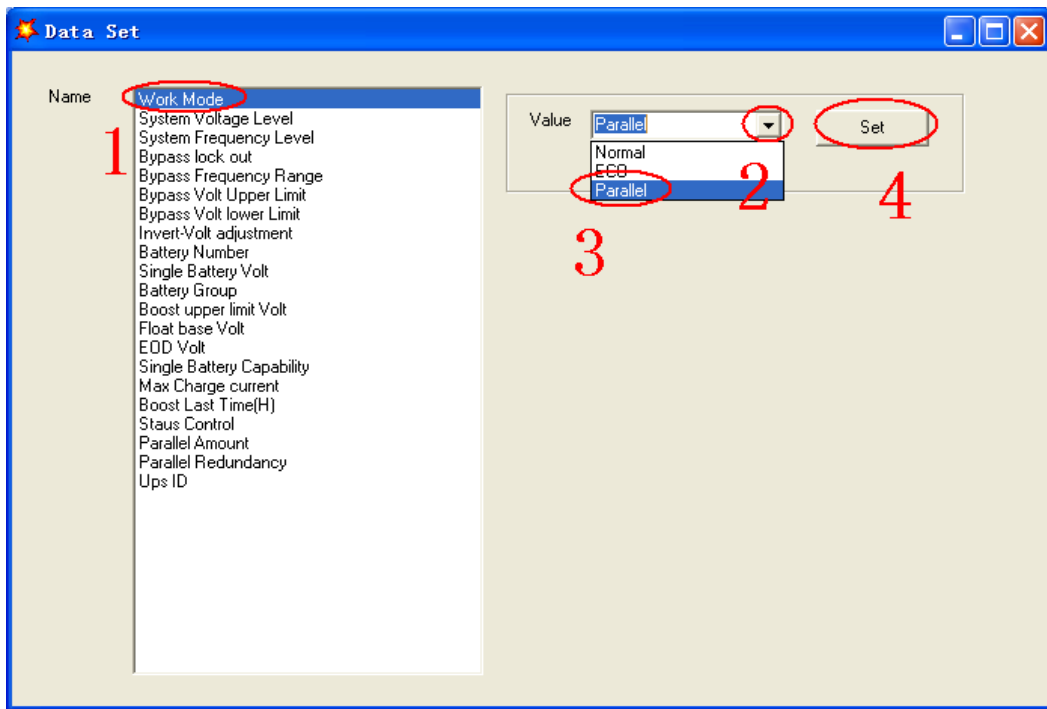 Data Set
Name
Work Mode
System Voltage Level
System Frequency Level
Bypass lock out
Bypass Frequency Range
Bypass Volt Upper Limit
Bypass Volt lower Limit
Invert-Volt adjustment
Battery Number
Single Battery Volt
Battery Group
Boost upper limit Volt
Float base Volt
EOD Volt
Single Battery Capability
Max Charge current
Boost Last Time(H)
Staus Control
Parallel Amount
Parallel Redundancy
Ups ID
1
Value
Parallel
Normal
ECO
Parallel
Set
2
3
4